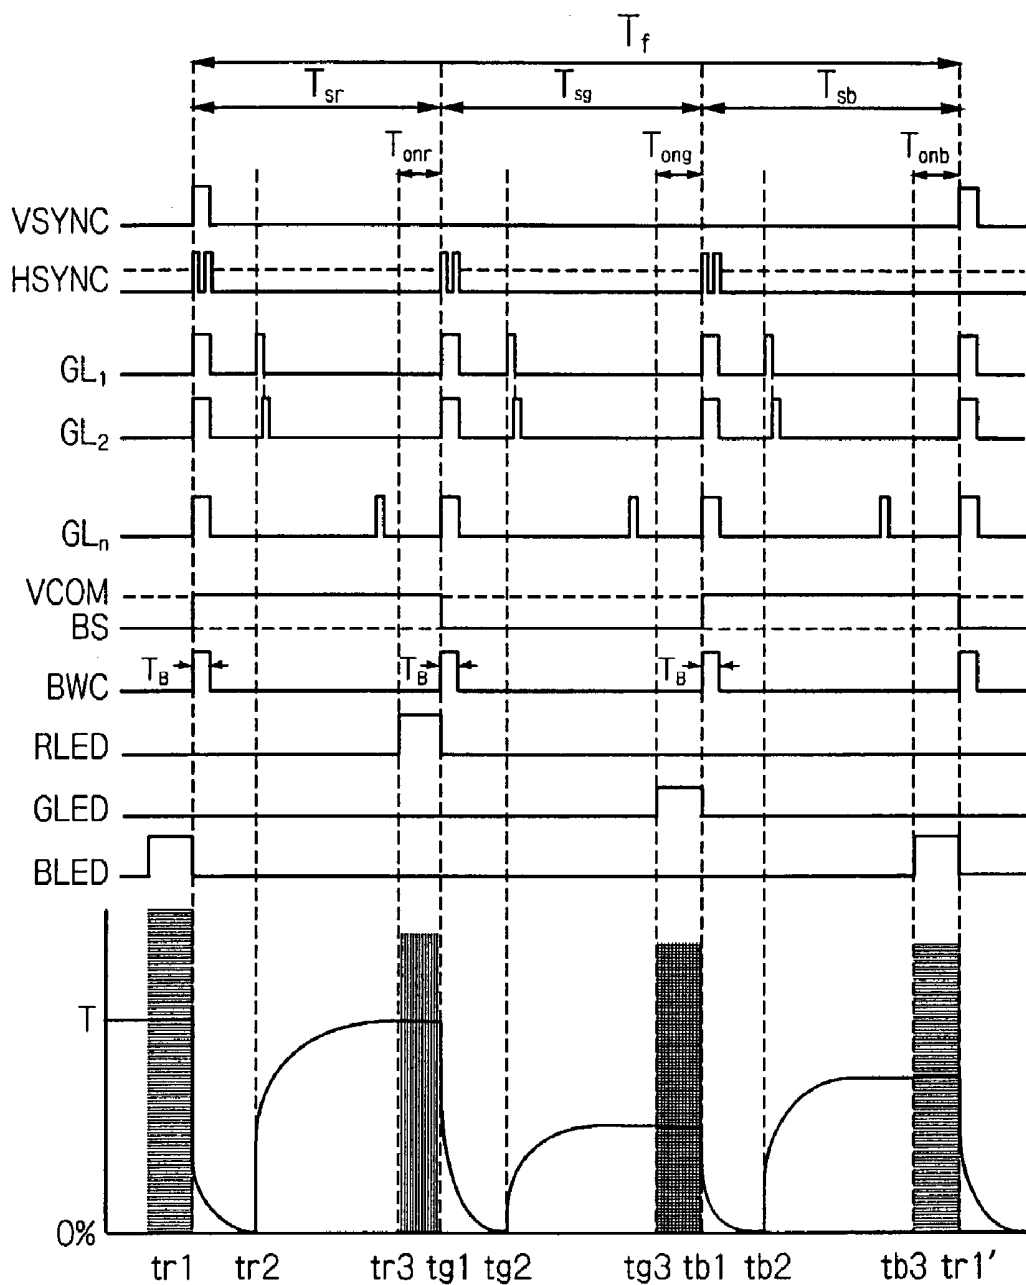 Tf
Tsr Tsg Tsb
Tonr Tong Tonb
VSYNC
HSYNC
GL1
GL2
GLn
VCOM
BS
TB TB TB
BWC
RLED
GLED
BLED
T
0%
tr1 tr2 tr3 tg1 tg2 tg3 tb1 tb2 tb3 tr1'